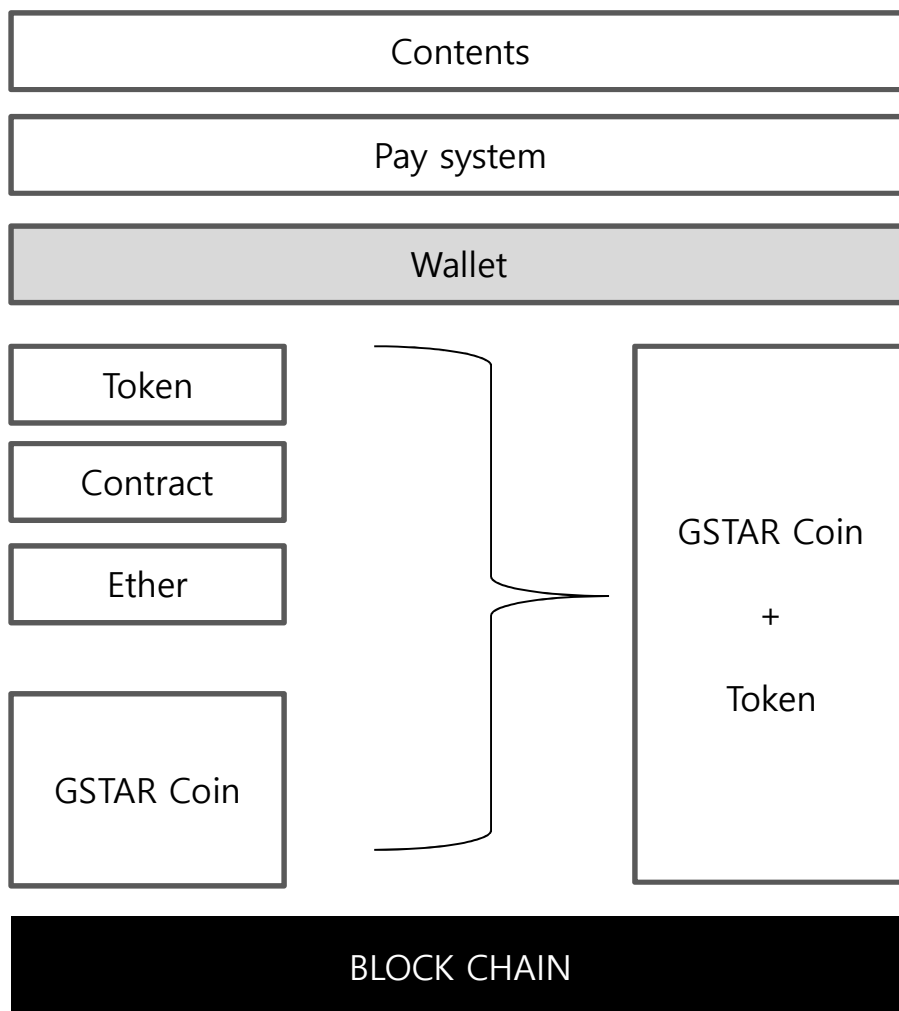 Contents
Pay system
Wallet
Token
Contract
Ether
GSTAR Coin
GSTAR Coin
+
Token
BLOCK CHAIN